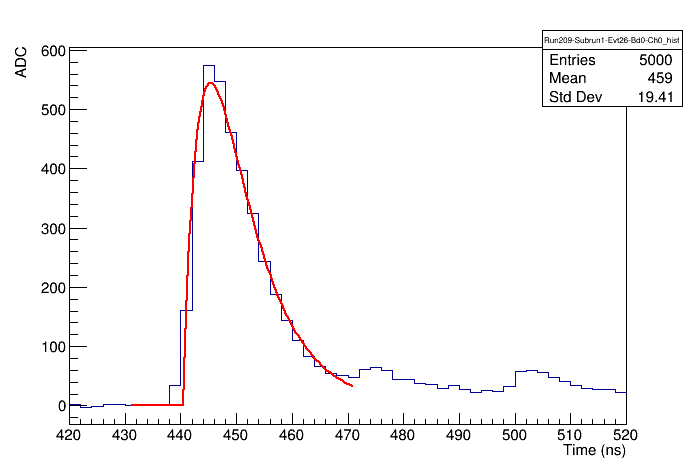 Run209-Subrun1-Evt26-Bd0-Ch0_hist
Entries 5000
Mean 459
Std Dev 19.41
ADC
600
500
400
300
200
100
0
420 430 440 450 460 470 480 490 500 510 520
Time (ns)